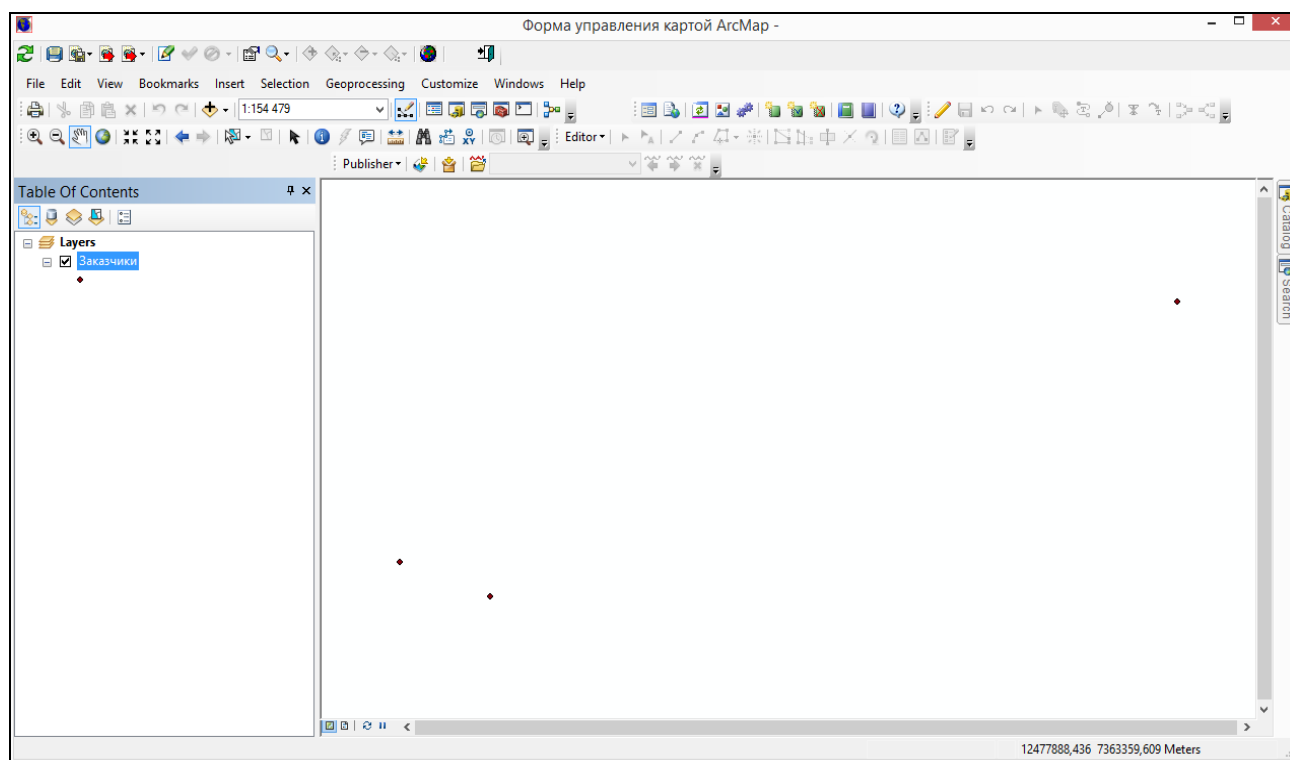 Форма управления картой ArcMap -
File Edit View Bookmarks Insert Selection Geoprocessing Customize Windows Help
1:154 479
Editor
Publisher
Table Of Contents
Layers
Заказчики
Catalog
Search
12477888,436 7363359,609 Meters